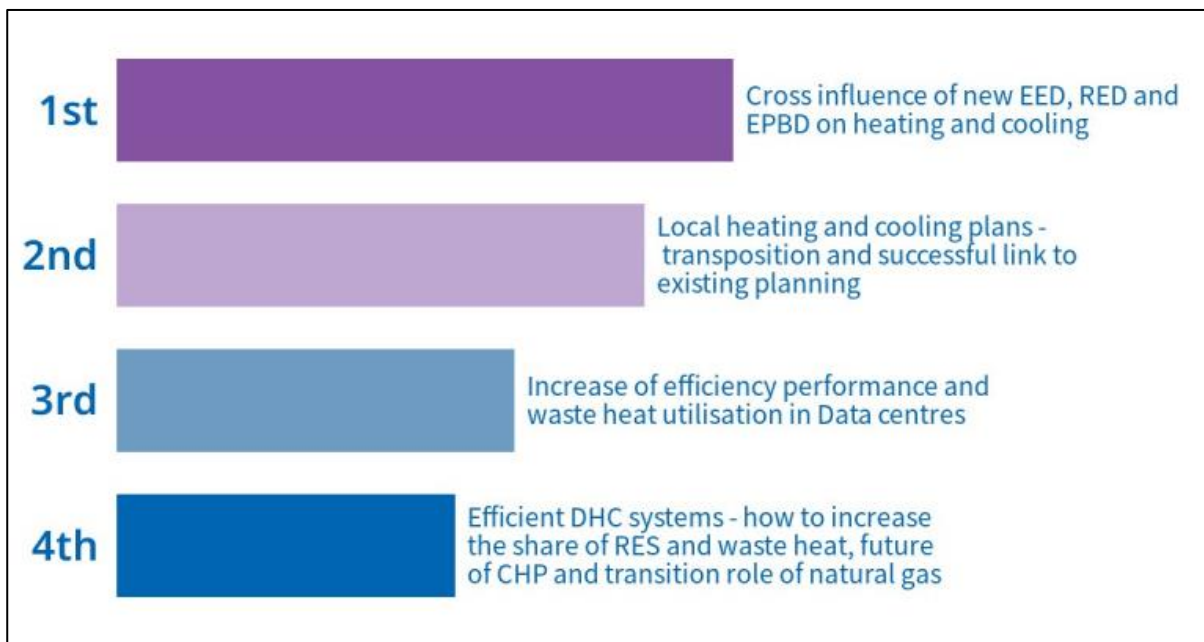 1st
Cross influence of new EED, RED and
EPBD on heating and cooling
2nd
Local heating and cooling plans -
transposition and successful link to
existing planning
3rd
Increase of efficiency performance and
waste heat utilisation in Data centres
4th
Efficient DHC systems - how to increase
the share of RES and waste heat, future
of CHP and transition role of natural gas